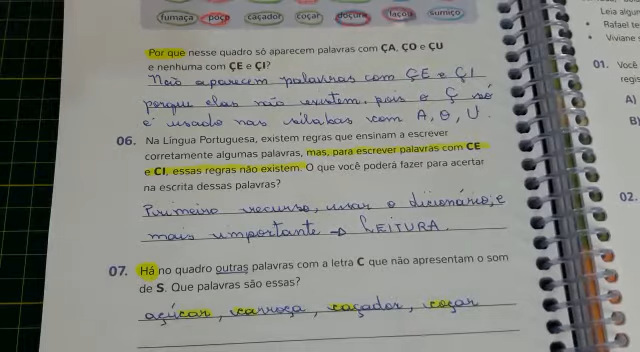 fumaça poço caçador coçar doçura laços sumiço
Por que nesse quadro só aparecem palavras com ÇA, ÇO e ÇU
e nenhuma com ÇE e ÇI?
Não aparecem palavras com ÇE e ÇI
porque elas não existem, pois o Ç só
é usado nas sílabas com A, O, U.
06. Na Língua Portuguesa, existem regras que ensinam a escrever
corretamente algumas palavras, mas, para escrever palavras com CE
e CI, essas regras não existem. O que você poderá fazer para acertar
na escrita dessas palavras?
Primeiro recurso, usar o dicionário, e
mais importante → LEITURA.
07. Há no quadro outras palavras com a letra C que não apresentam o som
de S. Que palavras são essas?
açúcar, carroça, caçador, coçar
Leia algun
• Rafael te
• Viviane
01. Você
regis
A)
B)
02.